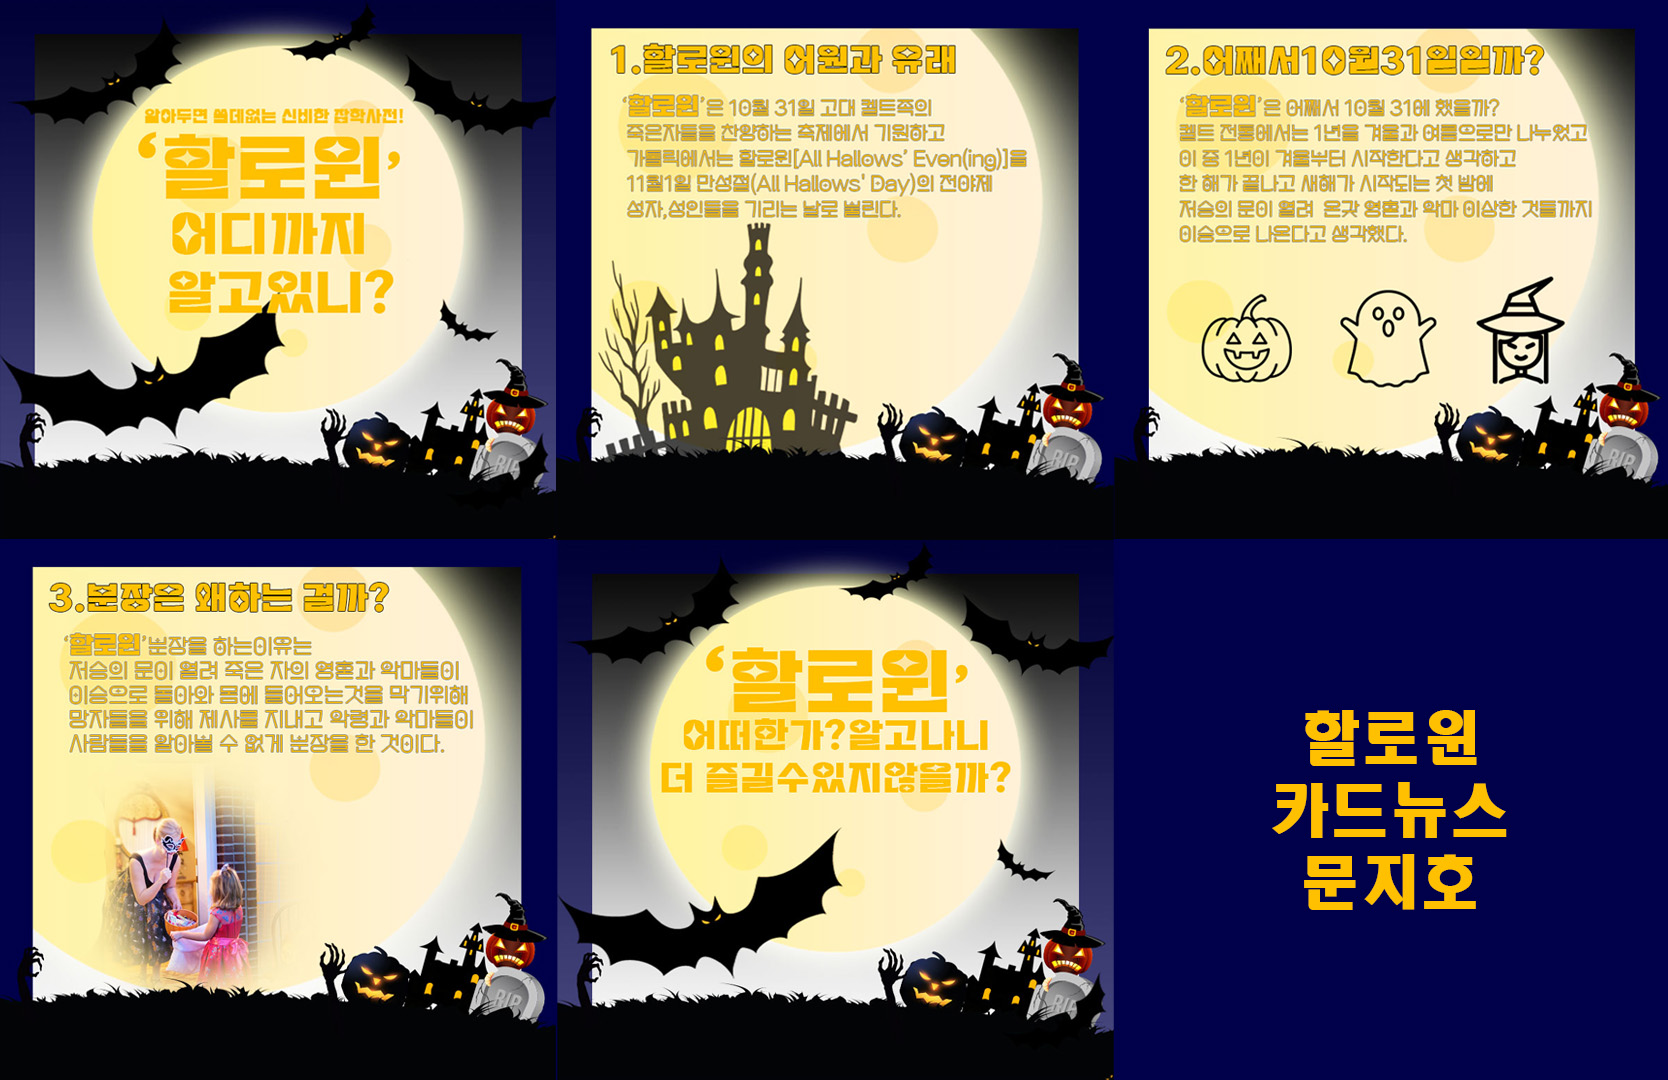 알아두면 쓸데없는 신비한 잡학사전!
‘할로윈’
어디까지
알고있니?
RIP
1.할로윈의 어원과 유래
‘할로윈’은 10월 31일 고대 켈트족의
죽은자들을 찬양하는 축제에서 기원하고
가톨릭에서는 할로윈[All Hallows’ Even(ing)]을
11월1일 만성절(All Hallows' Day)의 전야제
성자,성인들을 기리는 날로 불린다.
RIP
2.어째서10월31일일까?
‘할로윈’은 어째서 10월 31에 했을까?
켈트 전통에서는 1년을 겨울과 여름으로만 나누었고
이 중 1년이 겨울부터 시작한다고 생각하고
한 해가 끝나고 새해가 시작되는 첫 밤에
저승의 문이 열려 온갖 영혼과 악마 이상한 것들까지
이승으로 나온다고 생각했다.
RIP
3.분장은 왜하는 걸까?
‘할로윈’분장을 하는이유는
저승의 문이 열려 죽은 자의 영혼과 악마들이
이승으로 돌아와 몸에 들어오는것을 막기위해
망자들을 위해 제사를 지내고 악령과 악마들이
사람들을 알아볼 수 없게 분장을 한 것이다.
RIP
‘할로윈’
어떠한가?알고나니
더 즐길수있지않을까?
RIP
할로윈
카드뉴스
문지호